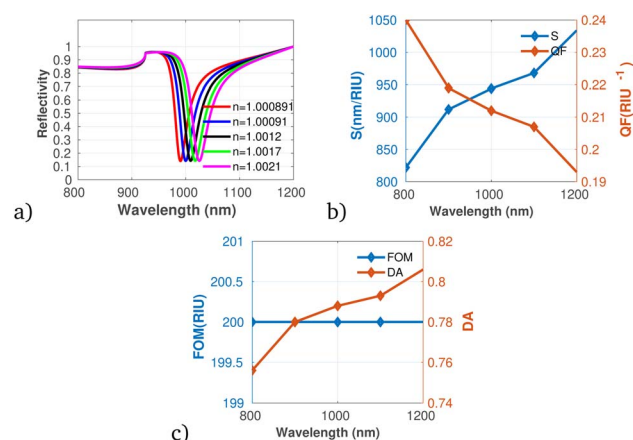 a)
Reflectivity
1
0.9
0.8
0.7
0.6
0.5
0.4
0.3
0.2
0.1
0
n=1.000891
n=1.00091
n=1.0012
n=1.0017
n=1.0021
800 900 1000 1100 1200
Wavelength (nm)
b)
S(nm/RIU)
1050
1000
950
900
850
800
S
QF
0.24
0.23
0.22
0.21
0.2
0.19
QF(RIU -1)
800 900 1000 1100 1200
Wavelength (nm)
c)
FOM(RIU)
201
200.5
200
199.5
199
FOM
DA
0.82
0.8
0.78
0.76
0.74
DA
800 900 1000 1100 1200
Wavelength (nm)